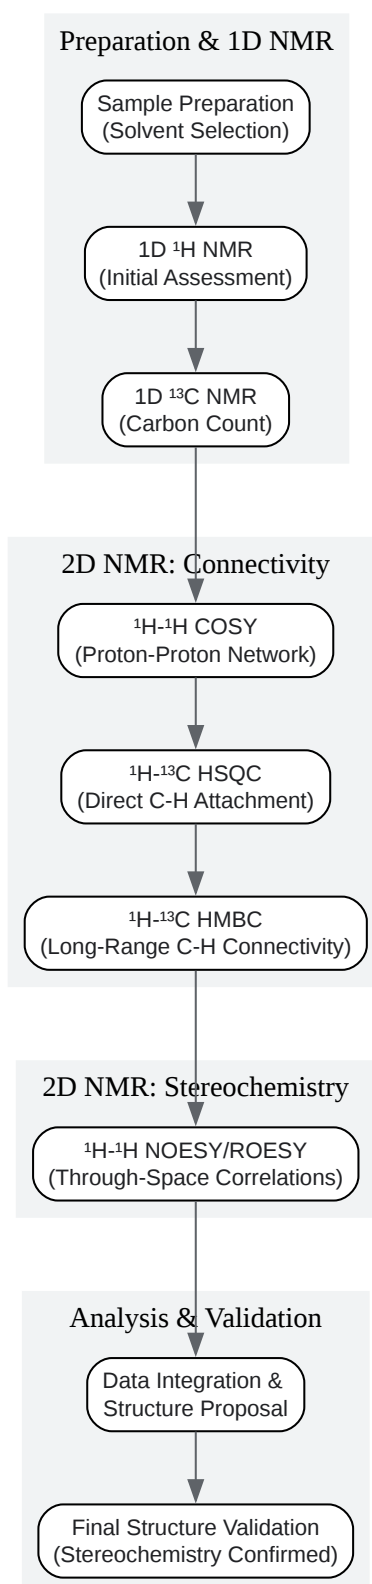 Preparation & 1D NMR
Sample Preparation
(Solvent Selection)
1D ¹H NMR
(Initial Assessment)
1D ¹³C NMR
(Carbon Count)
2D NMR: Connectivity
¹H-¹H COSY
(Proton-Proton Network)
¹H-¹³C HSQC
(Direct C-H Attachment)
¹H-¹³C HMBC
(Long-Range C-H Connectivity)
2D NMR: Stereochemistry
¹H-¹H NOESY/ROESY
(Through-Space Correlations)
Analysis & Validation
Data Integration &
Structure Proposal
Final Structure Validation
(Stereochemistry Confirmed)